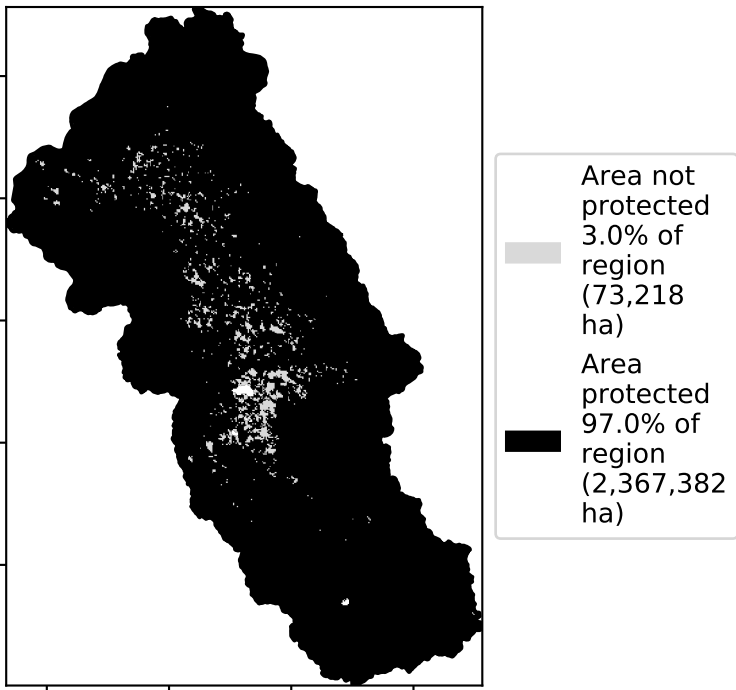 Area not
protected
3.0% of
region
(73,218
ha)
Area
protected
97.0% of
region
(2,367,382
ha)